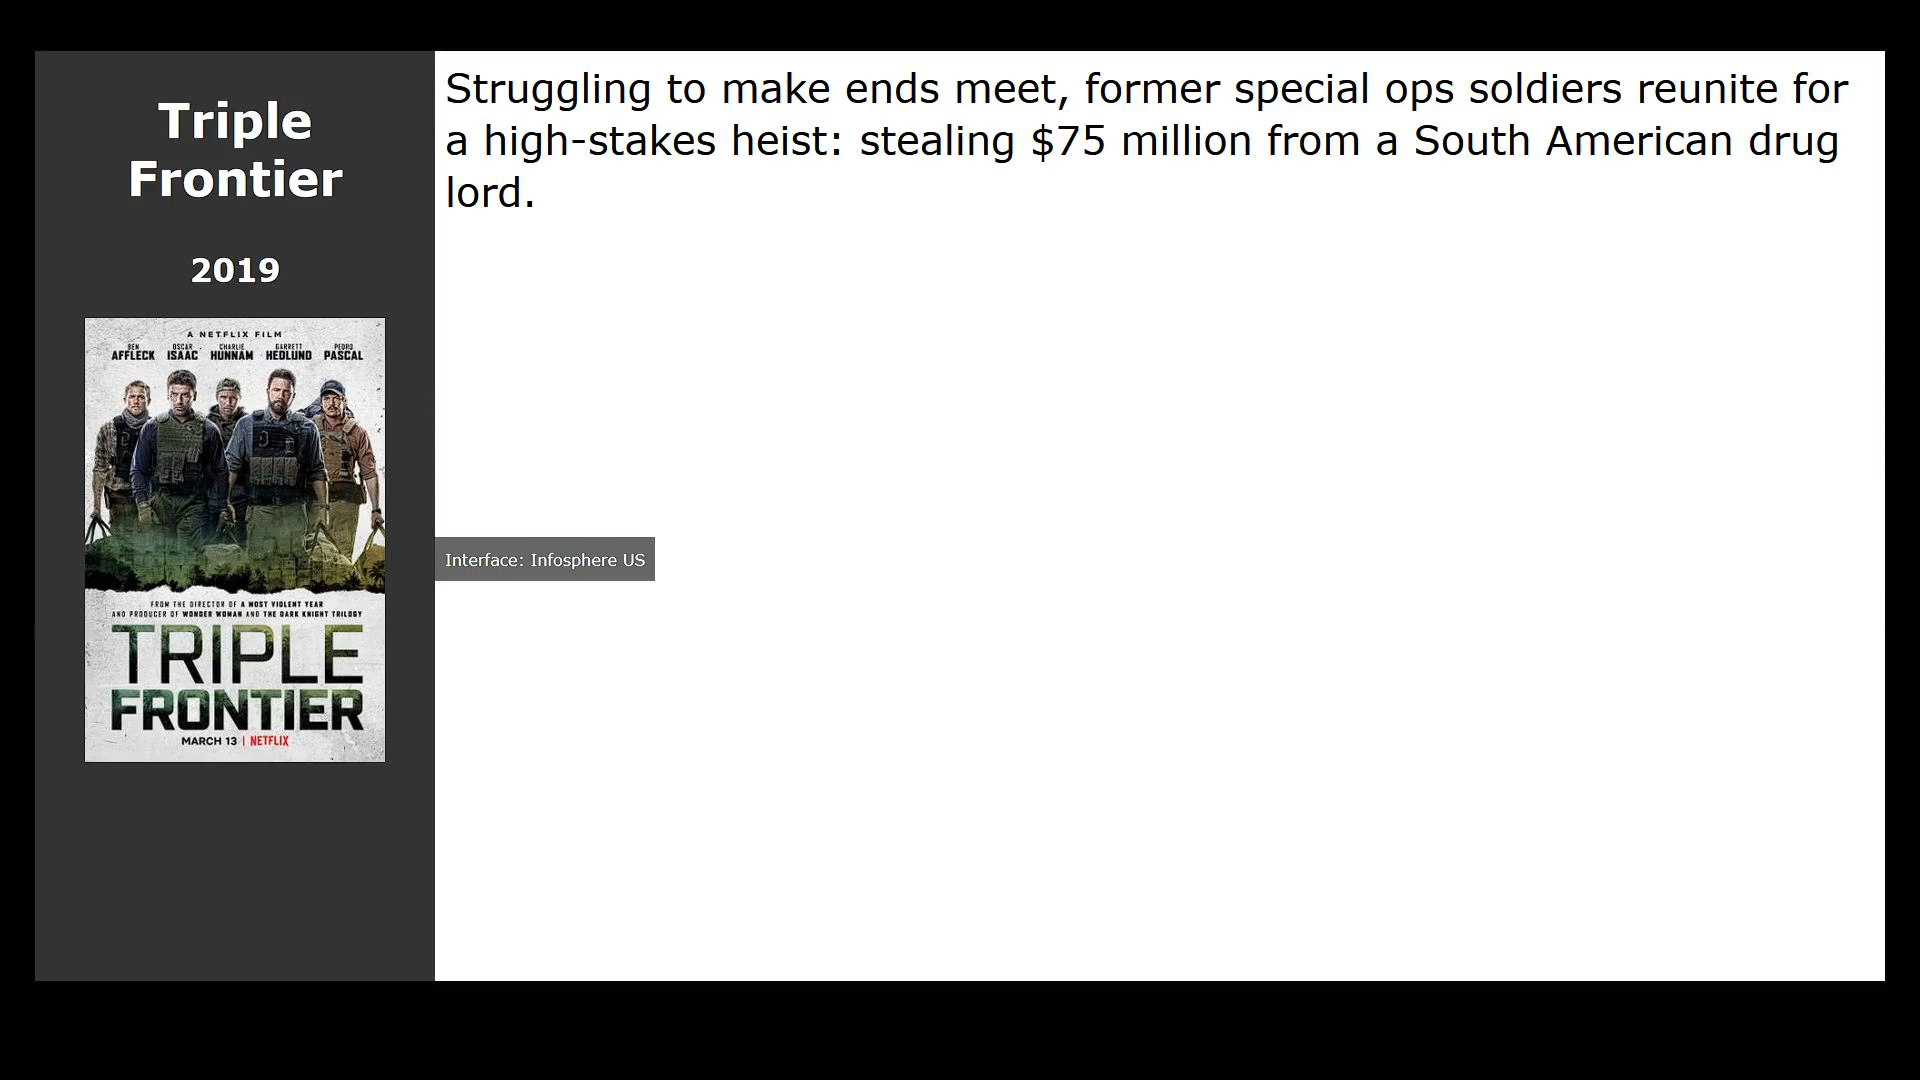 Triple
Frontier
2019
A NETFLIX FILM
BEN AFFLECK OSCAR ISAAC CHARLIE HUNNAM GARRETT HEDLUND PEDRO PASCAL
FROM THE DIRECTOR OF A MOST VIOLENT YEAR
AND PRODUCER OF WONDER WOMAN AND THE DARK KNIGHT TRILOGY
TRIPLE
FRONTIER
MARCH 13 | NETFLIX
Struggling to make ends meet, former special ops soldiers reunite for
a high-stakes heist: stealing $75 million from a South American drug
lord.
Interface: Infosphere US